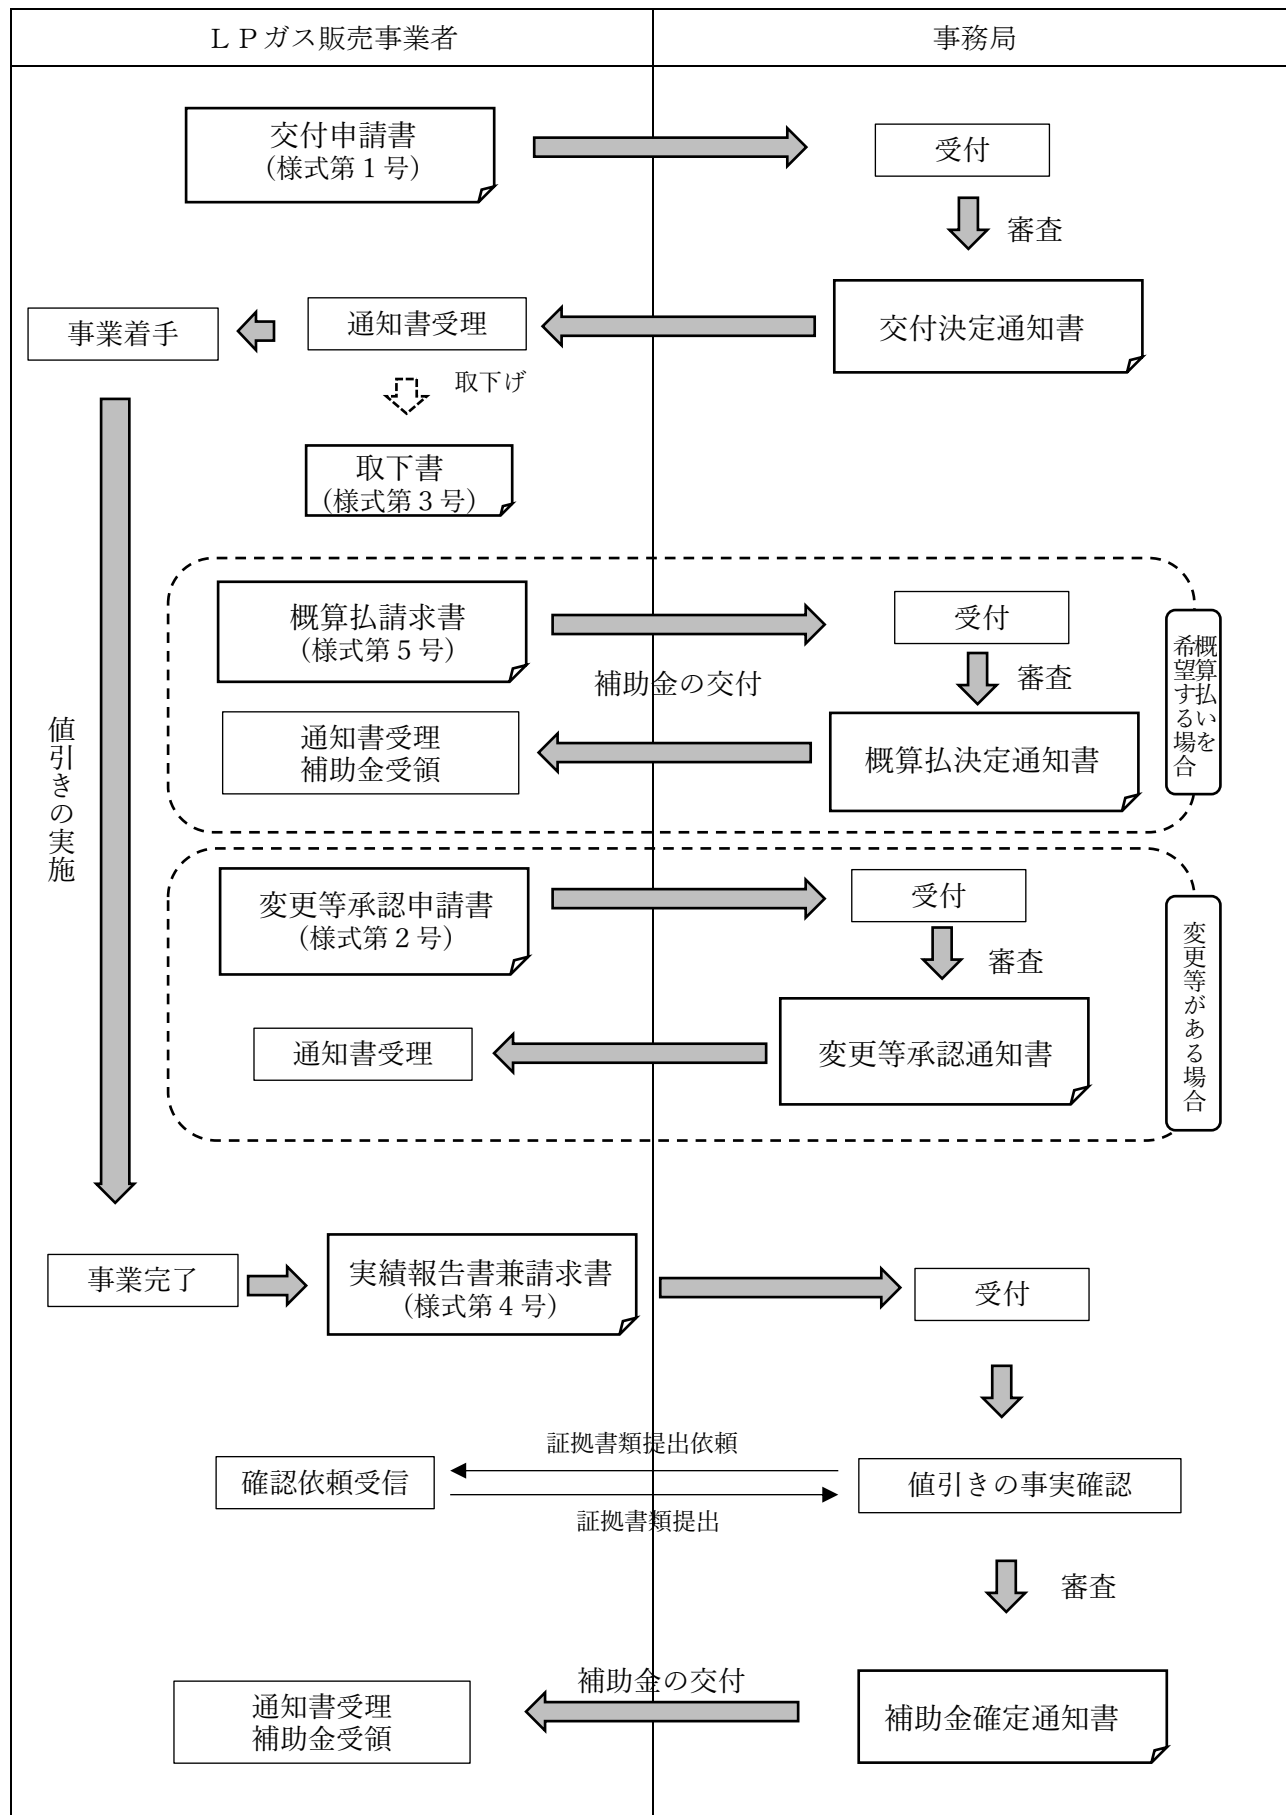 ＬＰガス販売事業者
事務局
交付申請書
（様式第１号）
受付
審査
交付決定通知書
通知書受理
事業着手
取下げ
取下書
（様式第３号）
値引きの実施
概算払請求書
（様式第５号）
受付
審査
補助金の交付
概算払決定通知書
通知書受理
補助金受領
概算払いを
希望する場合
変更等承認申請書
（様式第２号）
受付
審査
変更等承認通知書
通知書受理
変更等がある場合
事業完了
実績報告書兼請求書
（様式第４号）
受付
証拠書類提出依頼
確認依頼受信
値引きの事実確認
証拠書類提出
審査
補助金の交付
補助金確定通知書
通知書受理
補助金受領